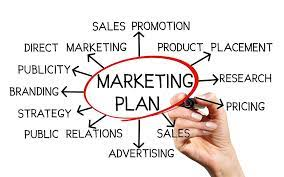 SALES PROMOTION
DIRECT MARKETING
PRODUCT PLACEMENT
PUBLICITY
RESEARCH
BRANDING
MARKETING
PLAN
PRICING
STRATEGY
PUBLIC RELATIONS
SALES
ADVERTISING